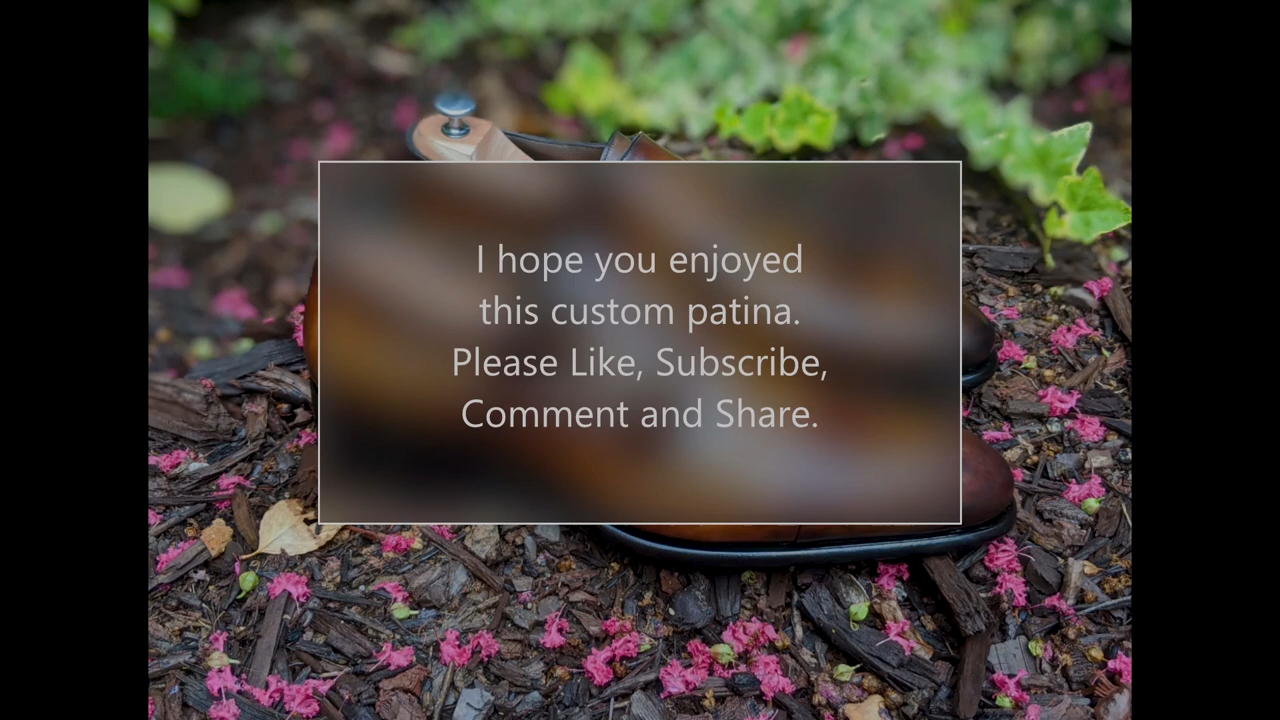 I hope you enjoyed
this custom patina.
Please Like, Subscribe,
Comment and Share.